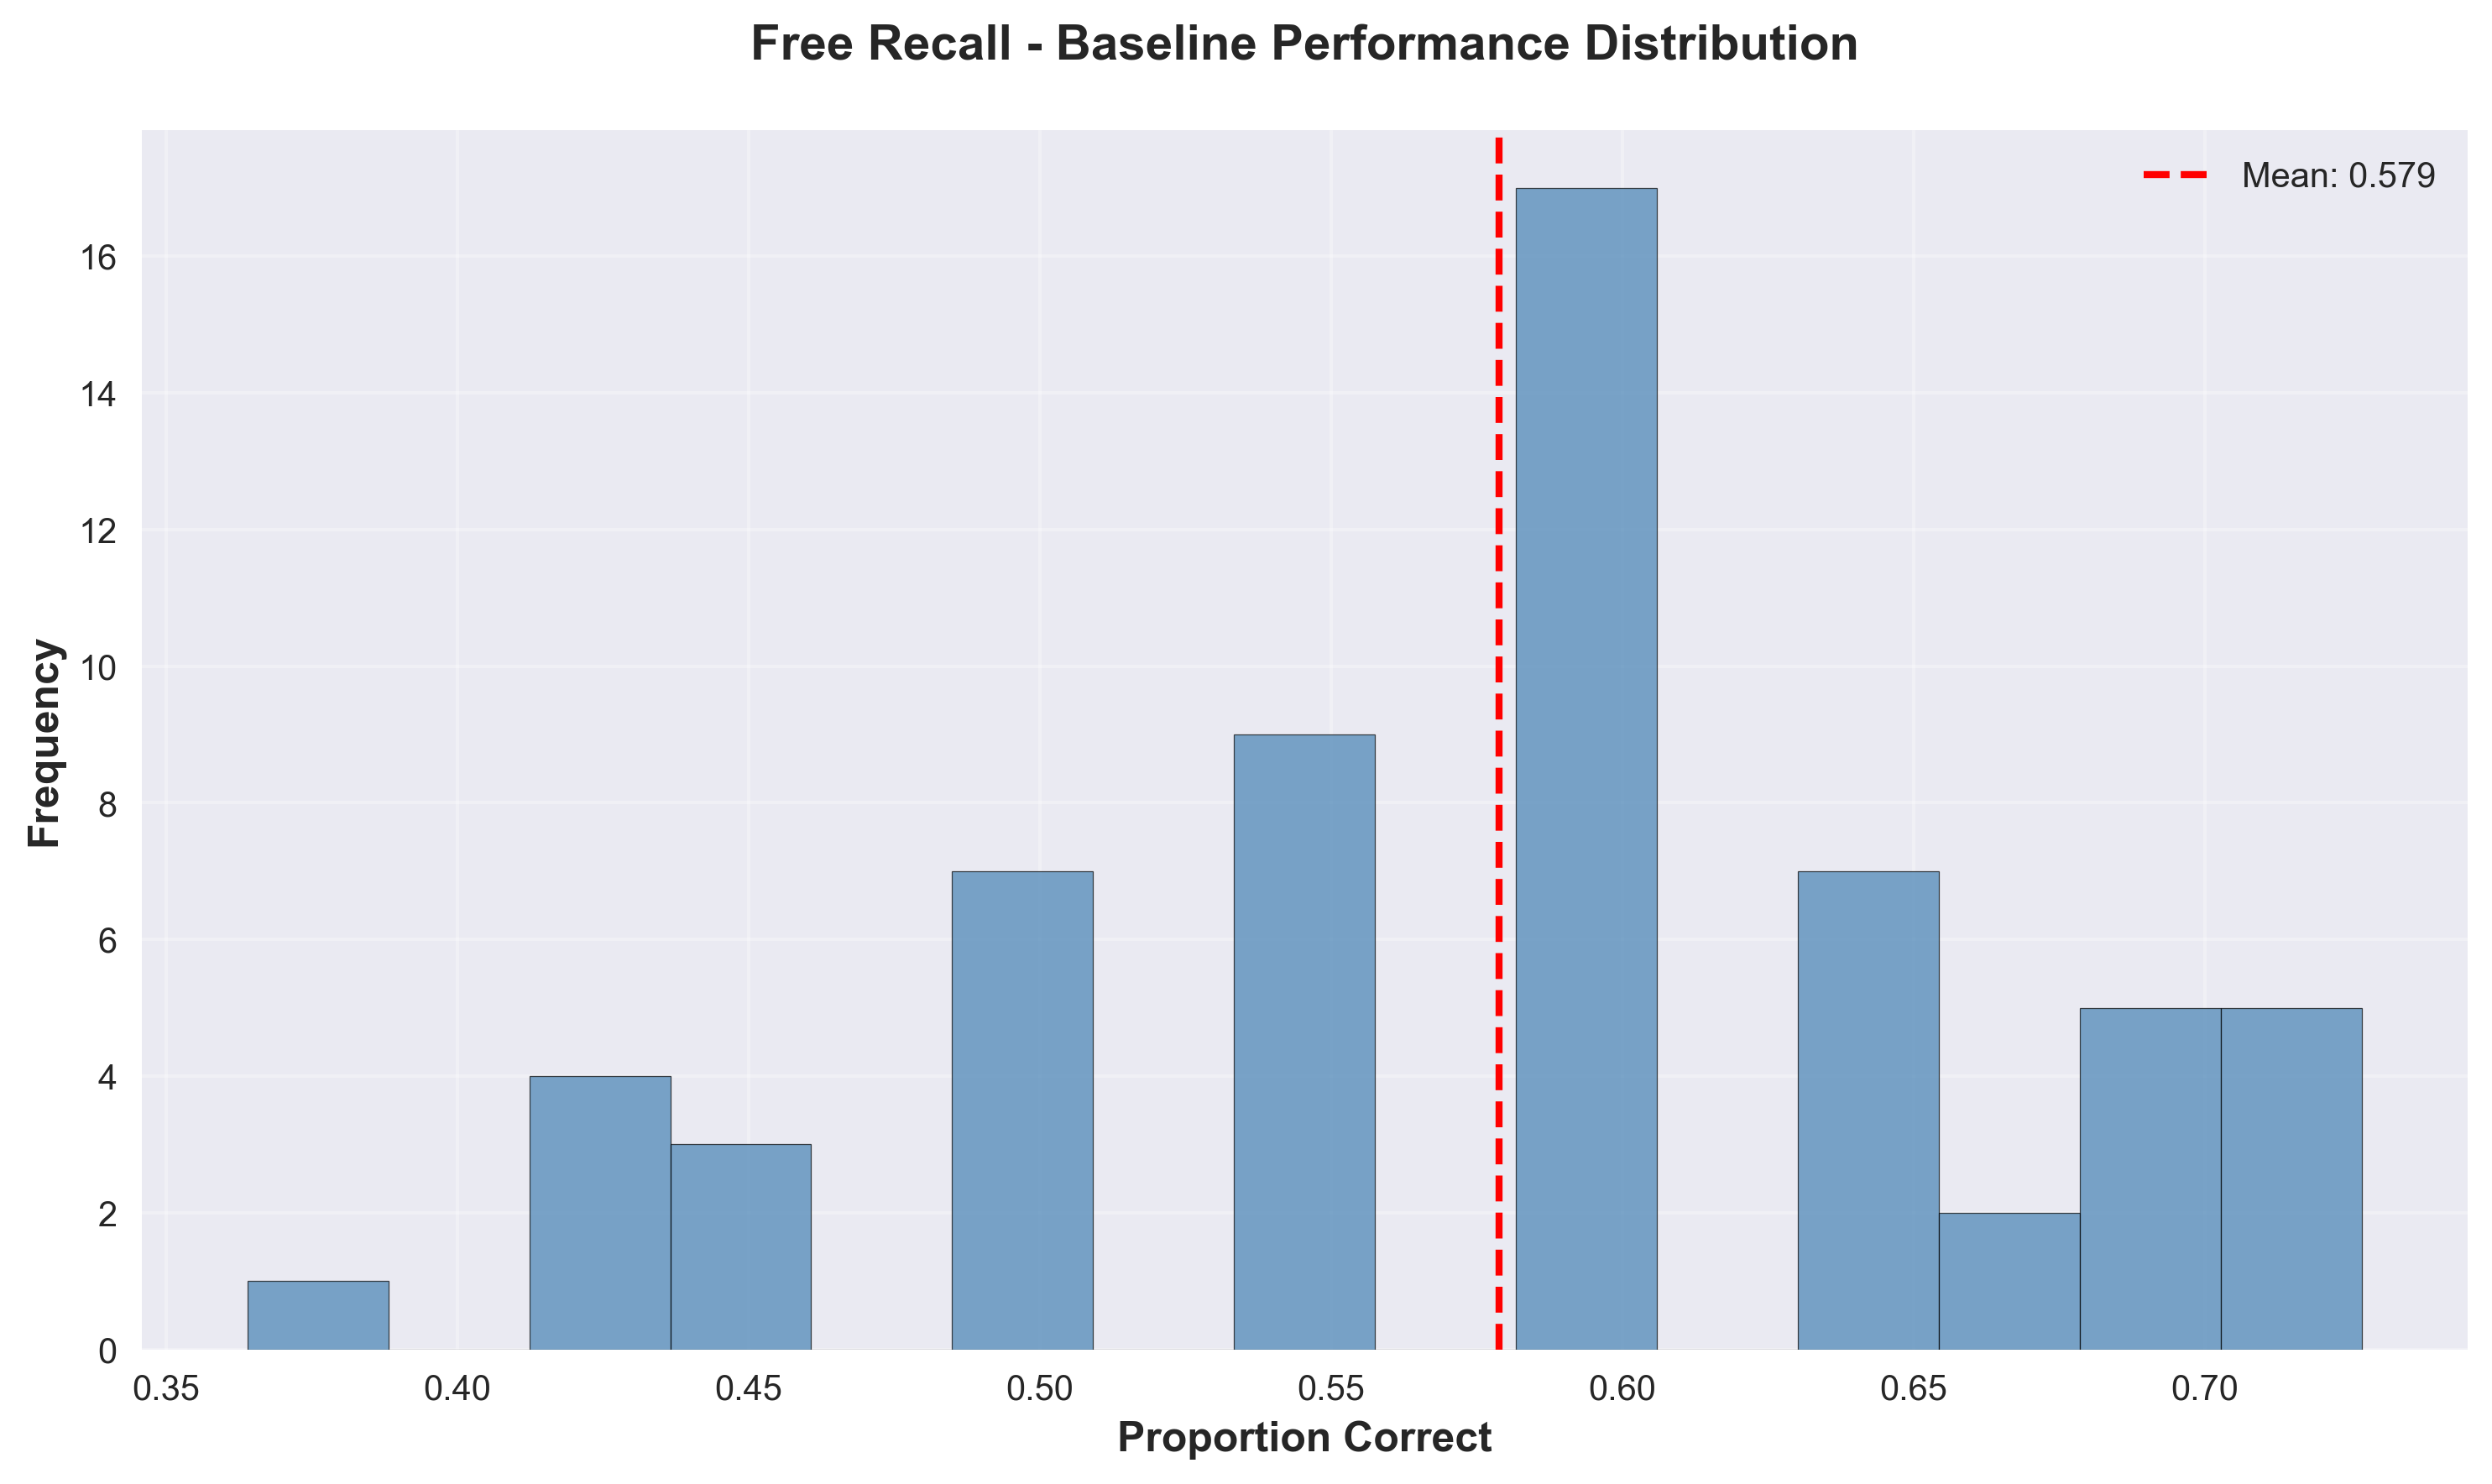 Free Recall - Baseline Performance Distribution
Mean: 0.579
16
14
12
10
8
6
4
2
0
Frequency
0.35 0.40 0.45 0.50 0.55 0.60 0.65 0.70
Proportion Correct